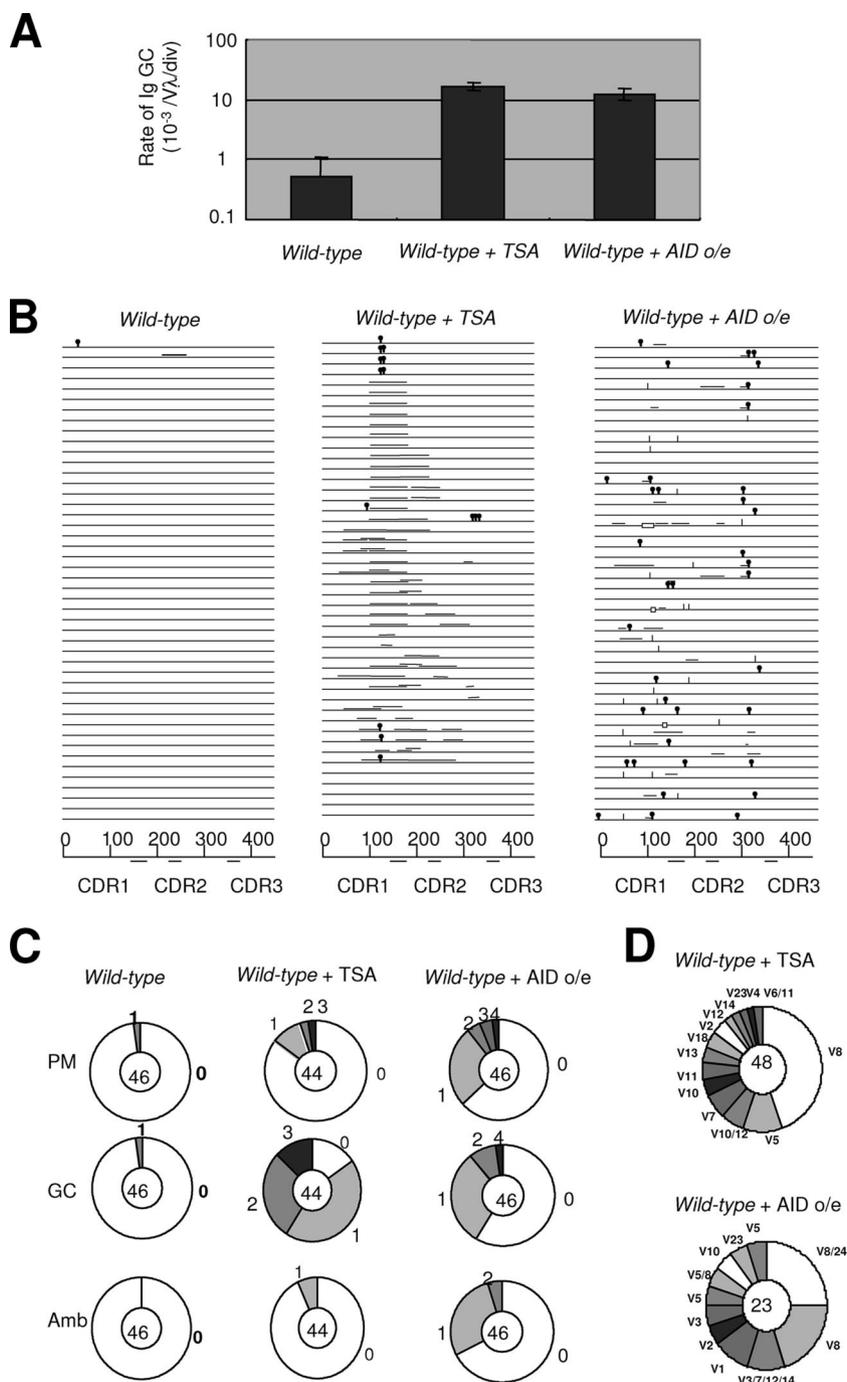 A
Rate of Ig GC
(10-3 /Vλ/div)
100
10
1
0.1
Wild-type
Wild-type + TSA
Wild-type + AID o/e
B
Wild-type
Wild-type + TSA
Wild-type + AID o/e
0 100 200 300 400
0 100 200 300 400
0 100 200 300 400
CDR1 CDR2 CDR3
CDR1 CDR2 CDR3
CDR1 CDR2 CDR3
C
Wild-type
Wild-type + TSA
Wild-type + AID o/e
PM
1
46
0
1
2 3
44
0
1
2 3 4
46
0
GC
1
46
0
3
0
44
2
1
2
4
1
46
0
Amb
46
0
1
44
0
2
1
46
0
D
Wild-type + TSA
V23 V4 V6/11
V14
V12
V2
V18
V13
V11
V10
V7
V10/12
V5
V8
48
Wild-type + AID o/e
V5
V23
V10
V5/8
V5
V3
V2
V1
V3/7/12/14
V8
V8/24
23